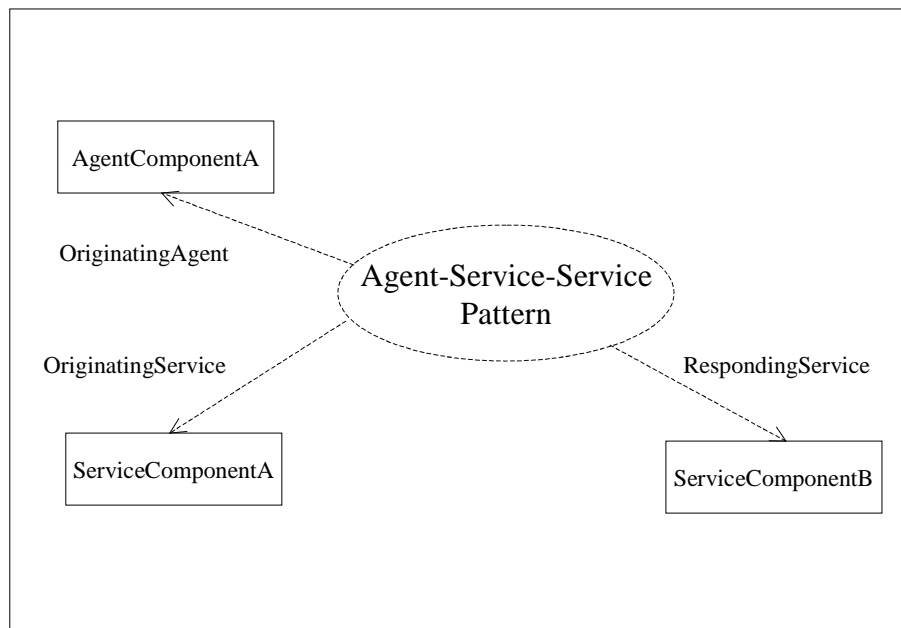 AgentComponentA
OriginatingAgent
Agent-Service-Service
Pattern
OriginatingService
RespondingService
ServiceComponentA
ServiceComponentB